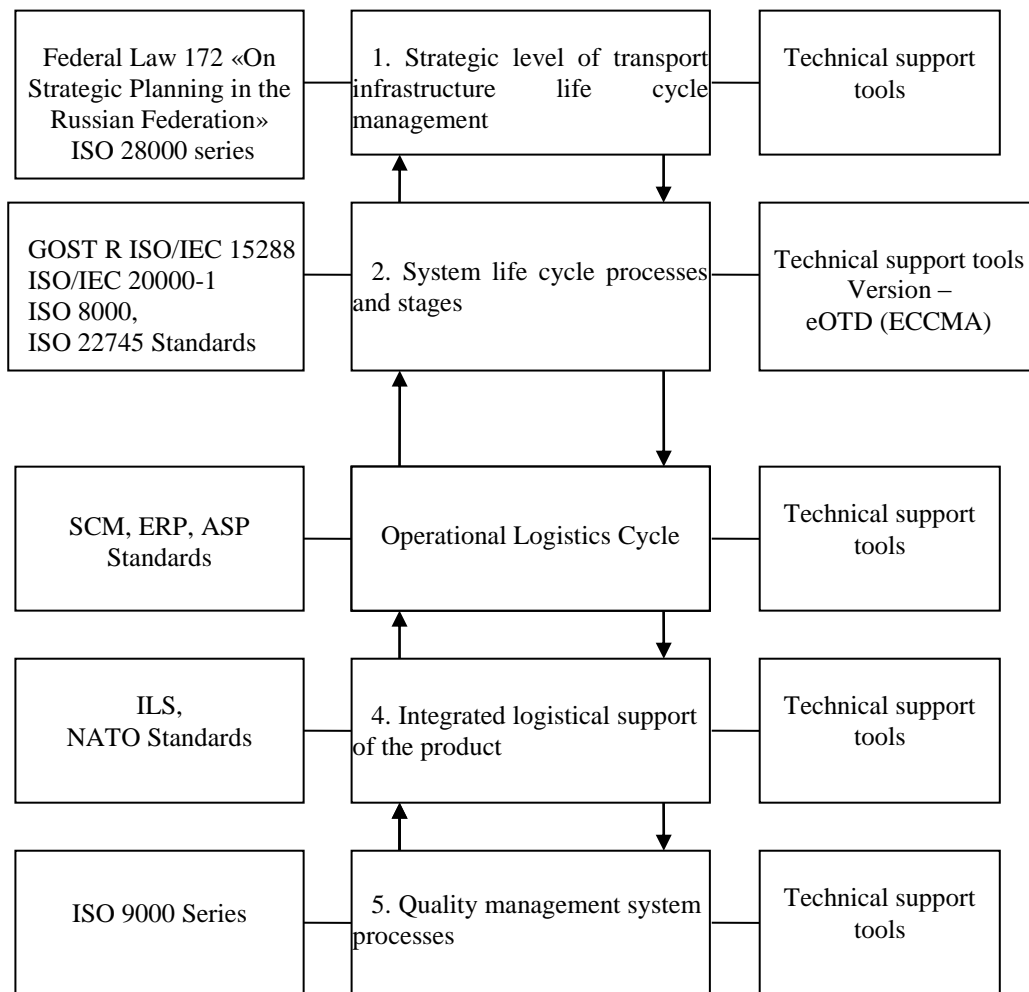 Federal Law 172 «On
Strategic Planning in the
Russian Federation»
ISO 28000 series
1. Strategic level of transport
infrastructure life cycle
management
Technical support
tools
GOST R ISO/IEC 15288
ISO/IEC 20000-1
ISO 8000,
ISO 22745 Standards
2. System life cycle processes
and stages
Technical support tools
Version –
eOTD (ECCMA)
SCM, ERP, ASP
Standards
Operational Logistics Cycle
Technical support
tools
ILS,
NATO Standards
4. Integrated logistical support
of the product
Technical support
tools
ISO 9000 Series
5. Quality management system
processes
Technical support
tools